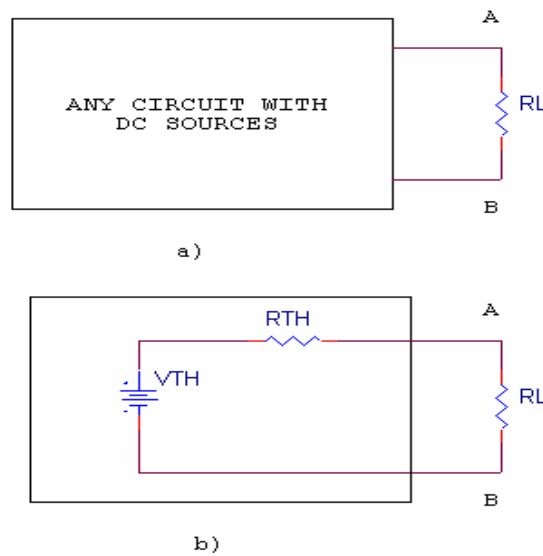 A
ANY CIRCUIT WITH
DC SOURCES
RL
B
a)
RTH
A
VTH
RL
B
b)